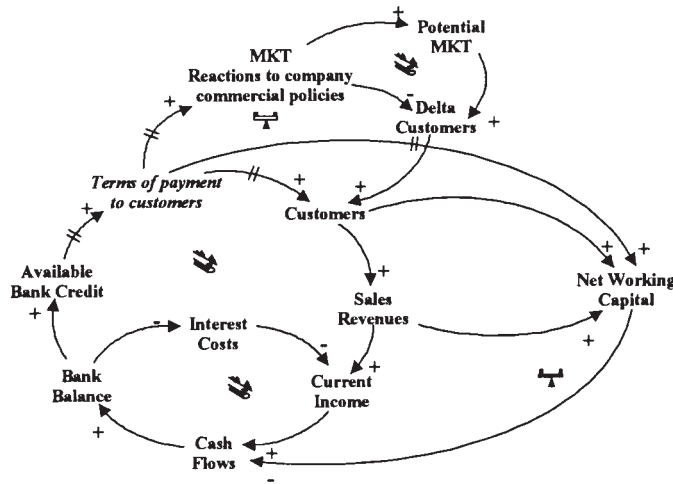 Potential
MKT
MKT
Reactions to company
commercial policies
Delta
Customers
Terms of payment
to customers
Customers
Available
Bank Credit
Net Working
Capital
Sales
Revenues
Interest
Costs
Bank
Balance
Current
Income
Cash
Flows
+
+
-
+
+
+
+
+
+
+
+
+
-
-
+
+
+
+
-